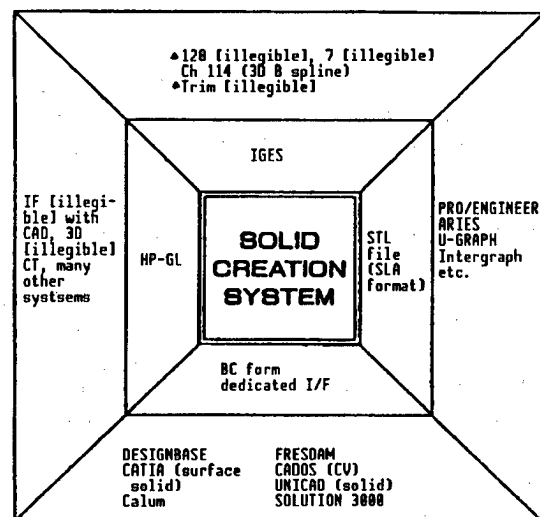 ▲128 [illegible], 7 [illegible]
Ch 114 (3D B spline)
▲Trim [illegible]
IGES
IF [illegi-
ble] with
CAD, 3D
[illegible]
CT, many
other
systsems
HP-GL
SOLID
CREATION
SYSTEM
STL
file
(SLA
format)
PRO/ENGINEER
ARIES
U-GRAPH
Intergraph
etc.
BC form
dedicated I/F
DESIGNBASE
CATIA (surface
solid)
Calum
FRESDAM
CADOS (CV)
UNICAD (solid)
SOLUTION 3000